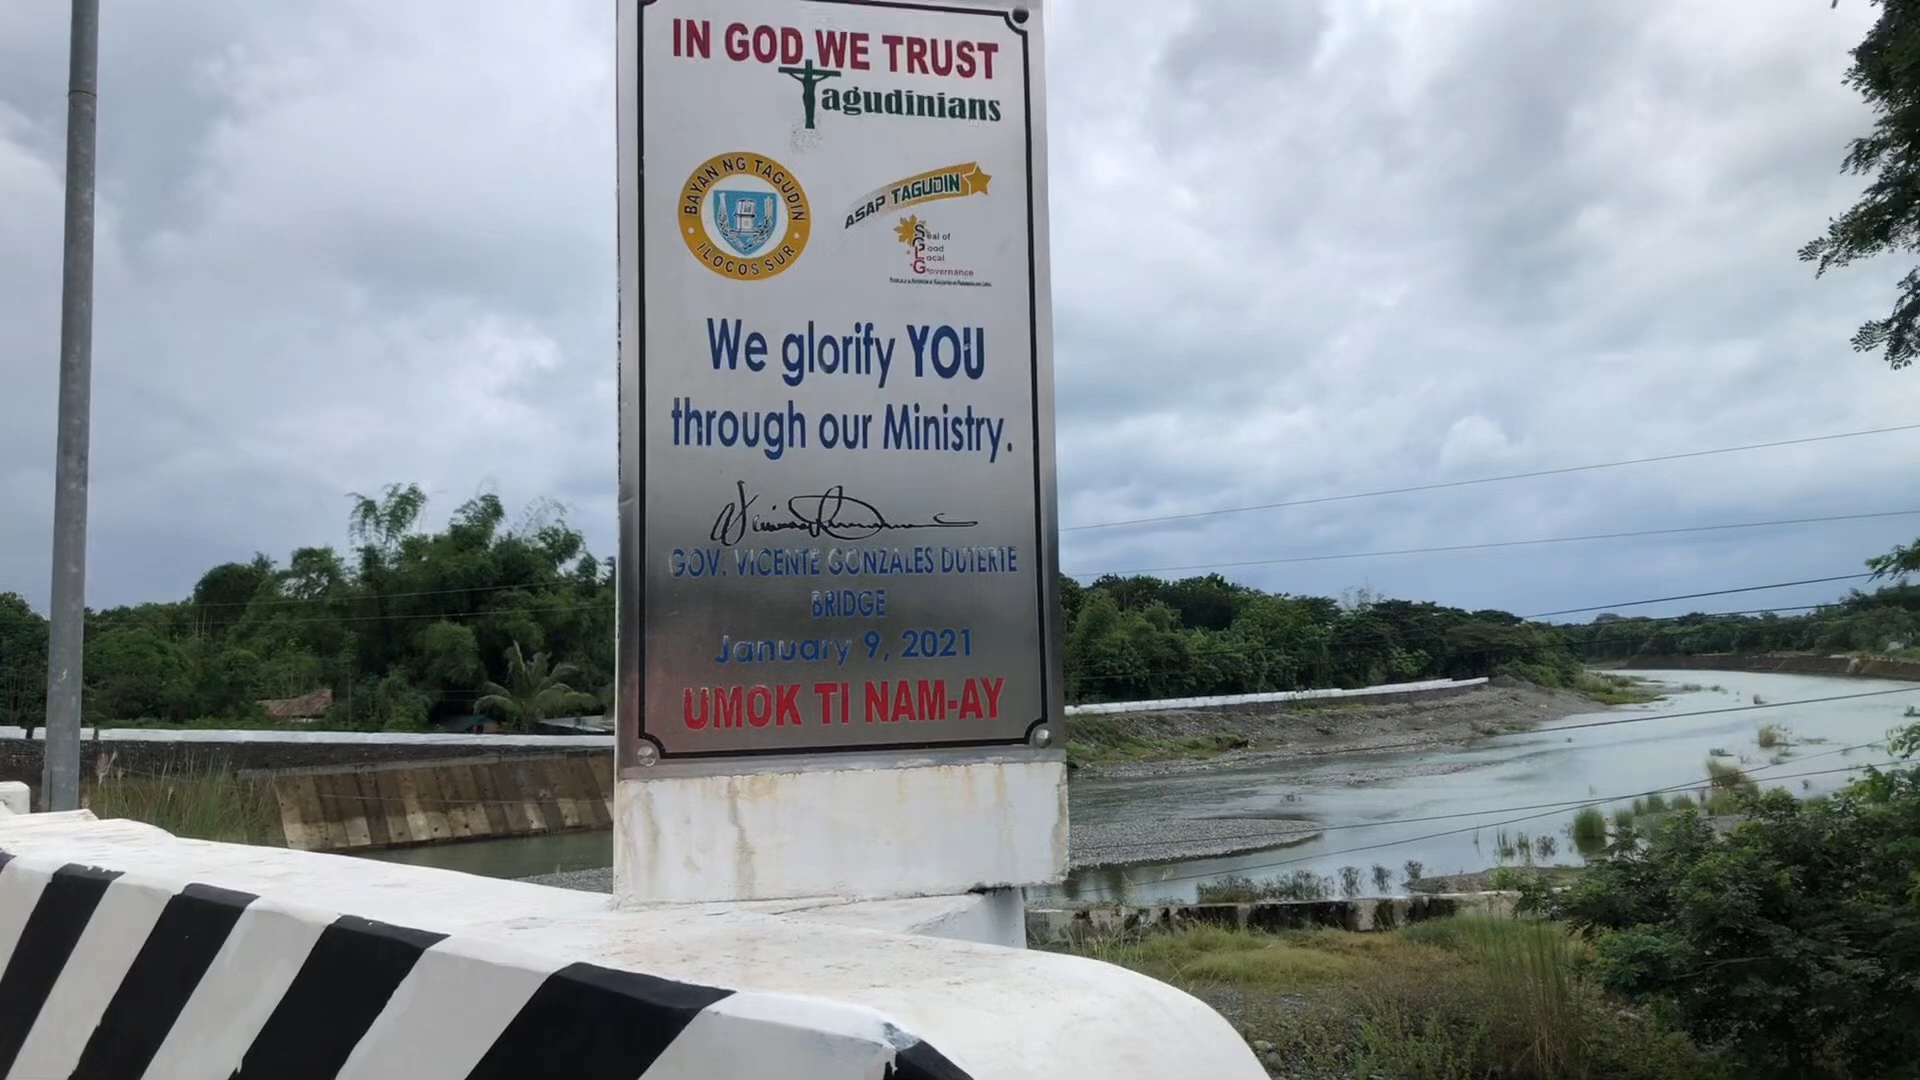 IN GOD WE TRUST
Tagudinians
BAYAN NG TAGUDIN
ILOCOS SUR
ASAP TAGUDIN
Seal of
Good
Local
Governance
We glorify YOU
through our Ministry.
GOV. VICENTE GONZALES DUTERTE
BRIDGE
January 9, 2021
UMOK TI NAM-AY